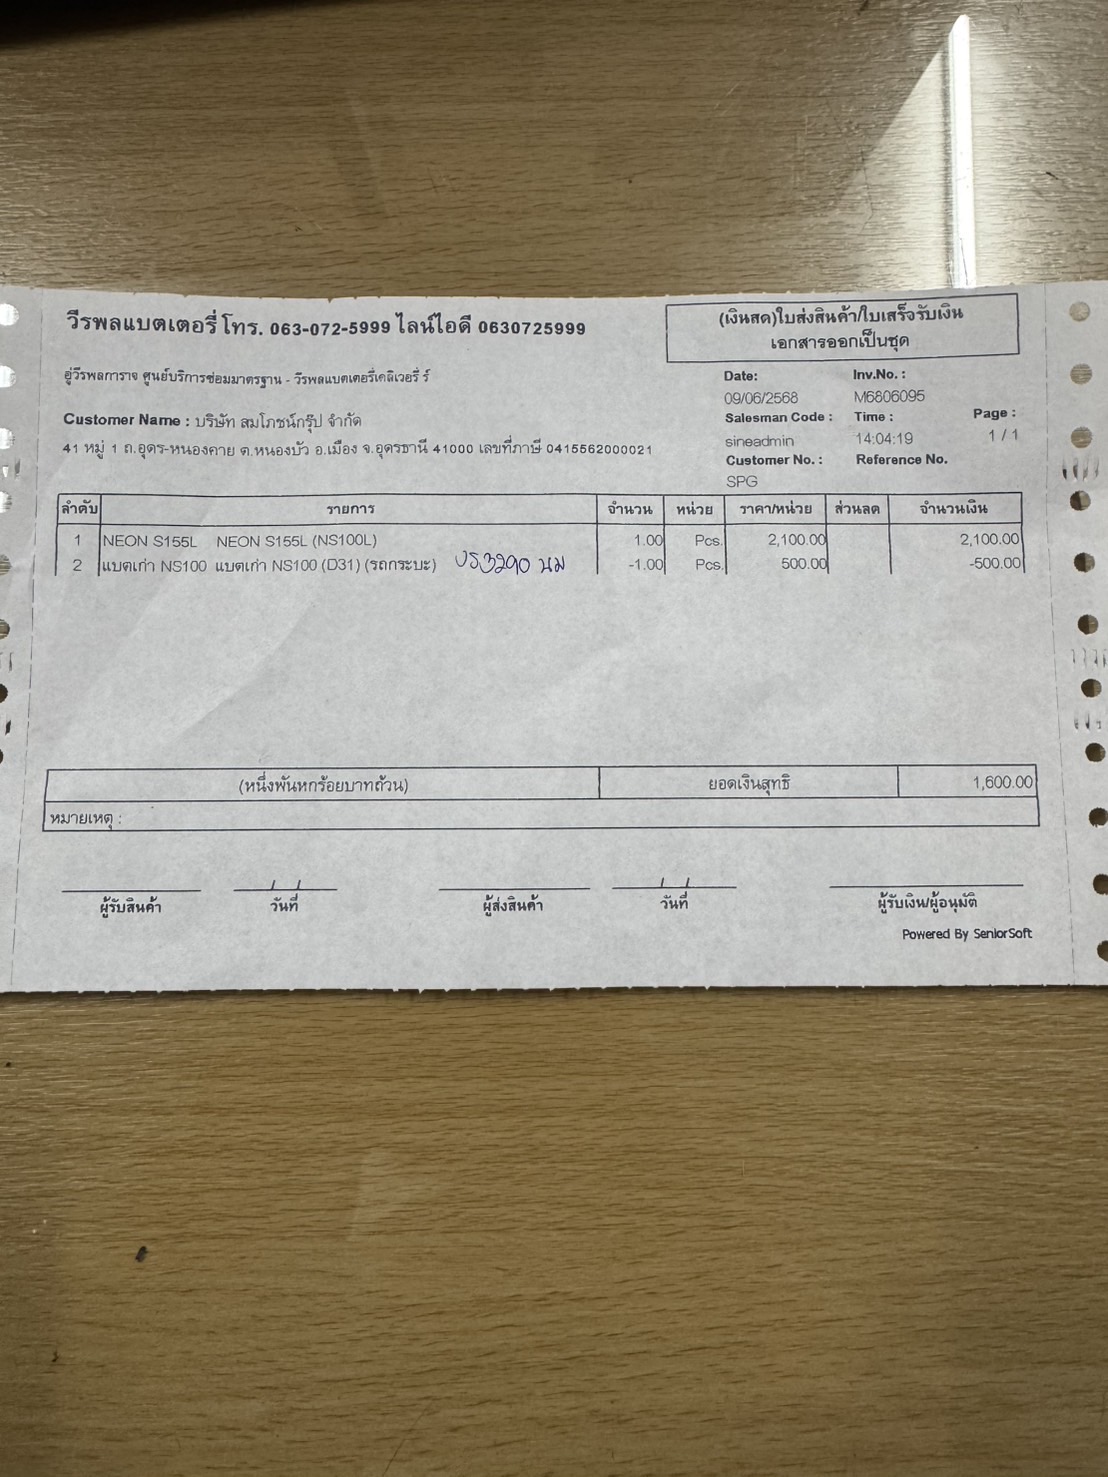 วีรพลแบตเตอรี่ โทร. 063-072-5999 ไลน์ไอดี 0630725999
(เงินสด)ใบส่งสินค้า/ใบเสร็จรับเงิน
เอกสารออกเป็นชุด
อู่วีรพลการาจ ศูนย์บริการซ่อมมาตรฐาน - วีรพลแบตเตอรี่เดลิเวอรี่ ร์
Date: Inv.No. :
09/06/2568 M6806095
Customer Name : บริษัท สมโภชน์กรุ๊ป จำกัด
Salesman Code : Time : Page :
sineadmin 14:04:19 1 / 1
41 หมู่ 1 ถ.อุดร-หนองคาย ต.หนองบัว อ.เมือง จ.อุดรธานี 41000 เลขที่ภาษี 0415562000021
Customer No. : Reference No.
SPG
ลำดับ รายการ จำนวน หน่วย ราคา/หน่วย ส่วนลด จำนวนเงิน
1 NEON S155L NEON S155L (NS100L) 1.00 Pcs. 2,100.00 2,100.00
2 แบตเก่า NS100 แบตเก่า NS100 (D31) (รถกระบะ) 3290 นม -1.00 Pcs. 500.00 -500.00
(หนึ่งพันหกร้อยบาทถ้วน) ยอดเงินสุทธิ 1,600.00
หมายเหตุ :
/ / / /
ผู้รับสินค้า วันที่ ผู้ส่งสินค้า วันที่ ผู้รับเงิน/ผู้อนุมัติ
Powered By SeniorSoft